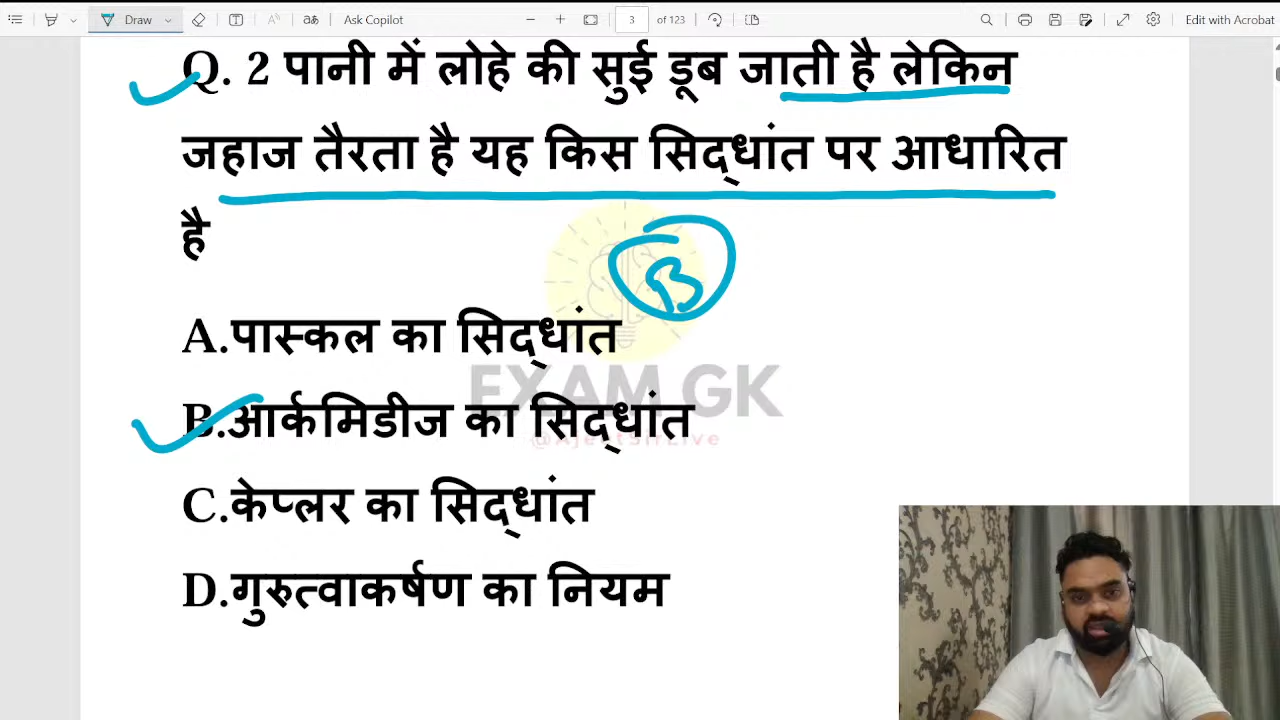 Draw
Ask Copilot
3 of 123
Edit with Acrobat
Q. 2 पानी में लोहे की सुई डूब जाती है लेकिन
जहाज तैरता है यह किस सिद्धांत पर आधारित
है
B
A.पास्कल का सिद्धांत
EXAM GK
B.आर्कमिडीज का सिद्धांत
@AjeetSirLive
C.केप्लर का सिद्धांत
D.गुरुत्वाकर्षण का नियम